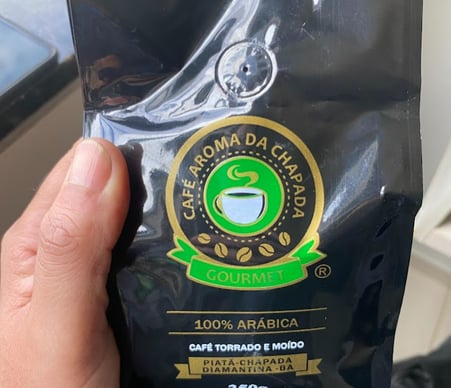 CAFÉ AROMA DA CHAPADA
GOURMET ®
100% ARÁBICA
CAFÉ TORRADO E MOÍDO
PIATÃ-CHAPADA
DIAMANTINA -BA